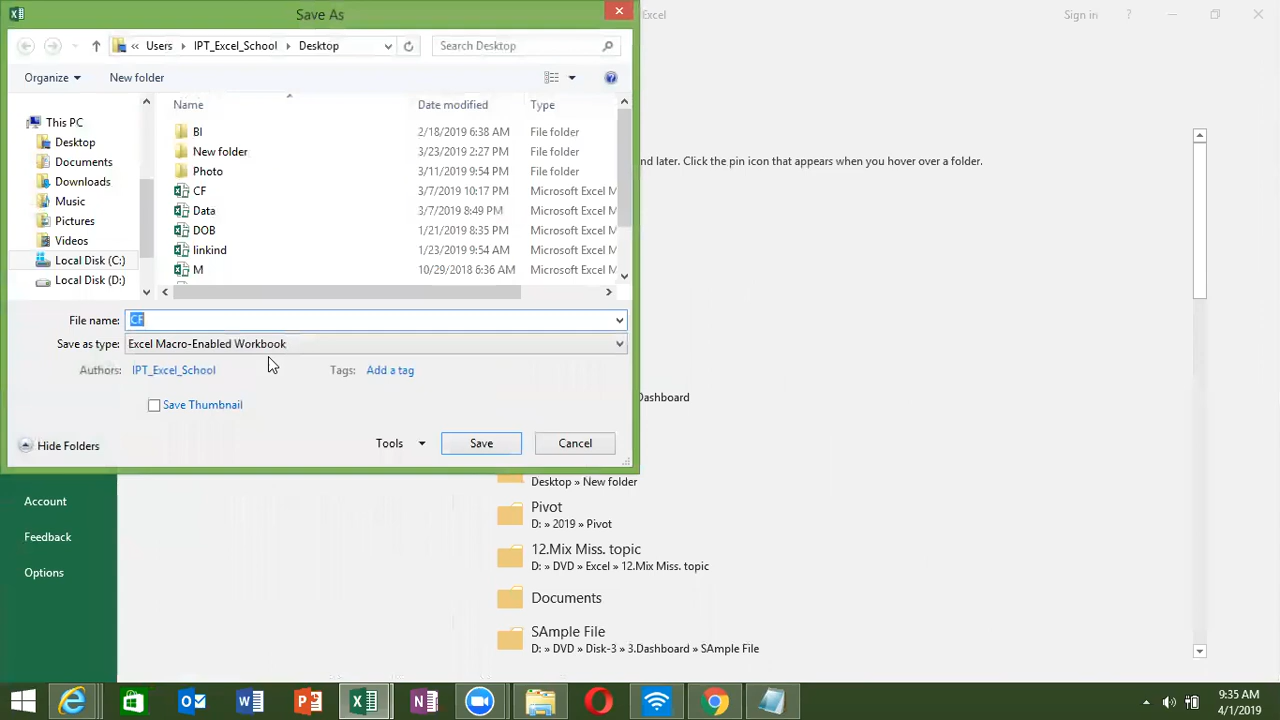 Save As
Excel
Sign in
?
« Users Desktop IPT_Excel_School
Search Desktop
Organize
New folder
Name
Date modified
Type
This PC
Desktop
Documents
Downloads
Music
Pictures
Videos
Local Disk (C:)
Local Disk (D:)
BI 2/18/2019 6:38 AM File folder
New folder 3/23/2019 2:27 PM File folder
Photo 3/11/2019 9:54 PM File folder
CF 3/7/2019 10:17 PM Microsoft Excel M
Data 3/7/2019 8:49 PM Microsoft Excel M
DOB 1/21/2019 8:35 PM Microsoft Excel M
linkind 1/23/2019 9:54 AM Microsoft Excel M
M 10/29/2018 6:36 AM Microsoft Excel M
File name: CF
Save as type: Excel Macro-Enabled Workbook
Authors: IPT_Excel_School
Tags: Add a tag
Save Thumbnail
Hide Folders
Tools
Save
Cancel
nd later. Click the pin icon that appears when you hover over a folder.
Dashboard
Desktop » New folder
Pivot
D: » 2019 » Pivot
12.Mix Miss. topic
D: » DVD » Excel » 12.Mix Miss. topic
Documents
SAmple File
D: » DVD » Disk-3 » 3.Dashboard » SAmple File
Account
Feedback
Options
9:35 AM
4/1/2019